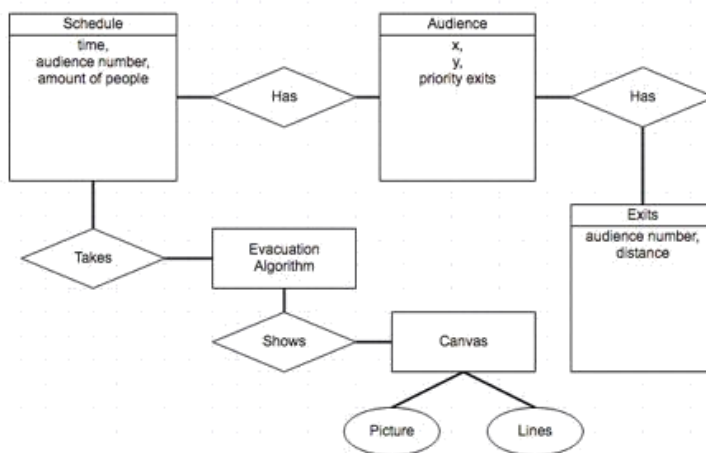 Schedule
time,
audience number,
amount of people
Has
Audience
x,
y,
priority exits
Has
Exits
audience number,
distance
Takes
Evacuation
Algorithm
Shows
Canvas
Picture
Lines